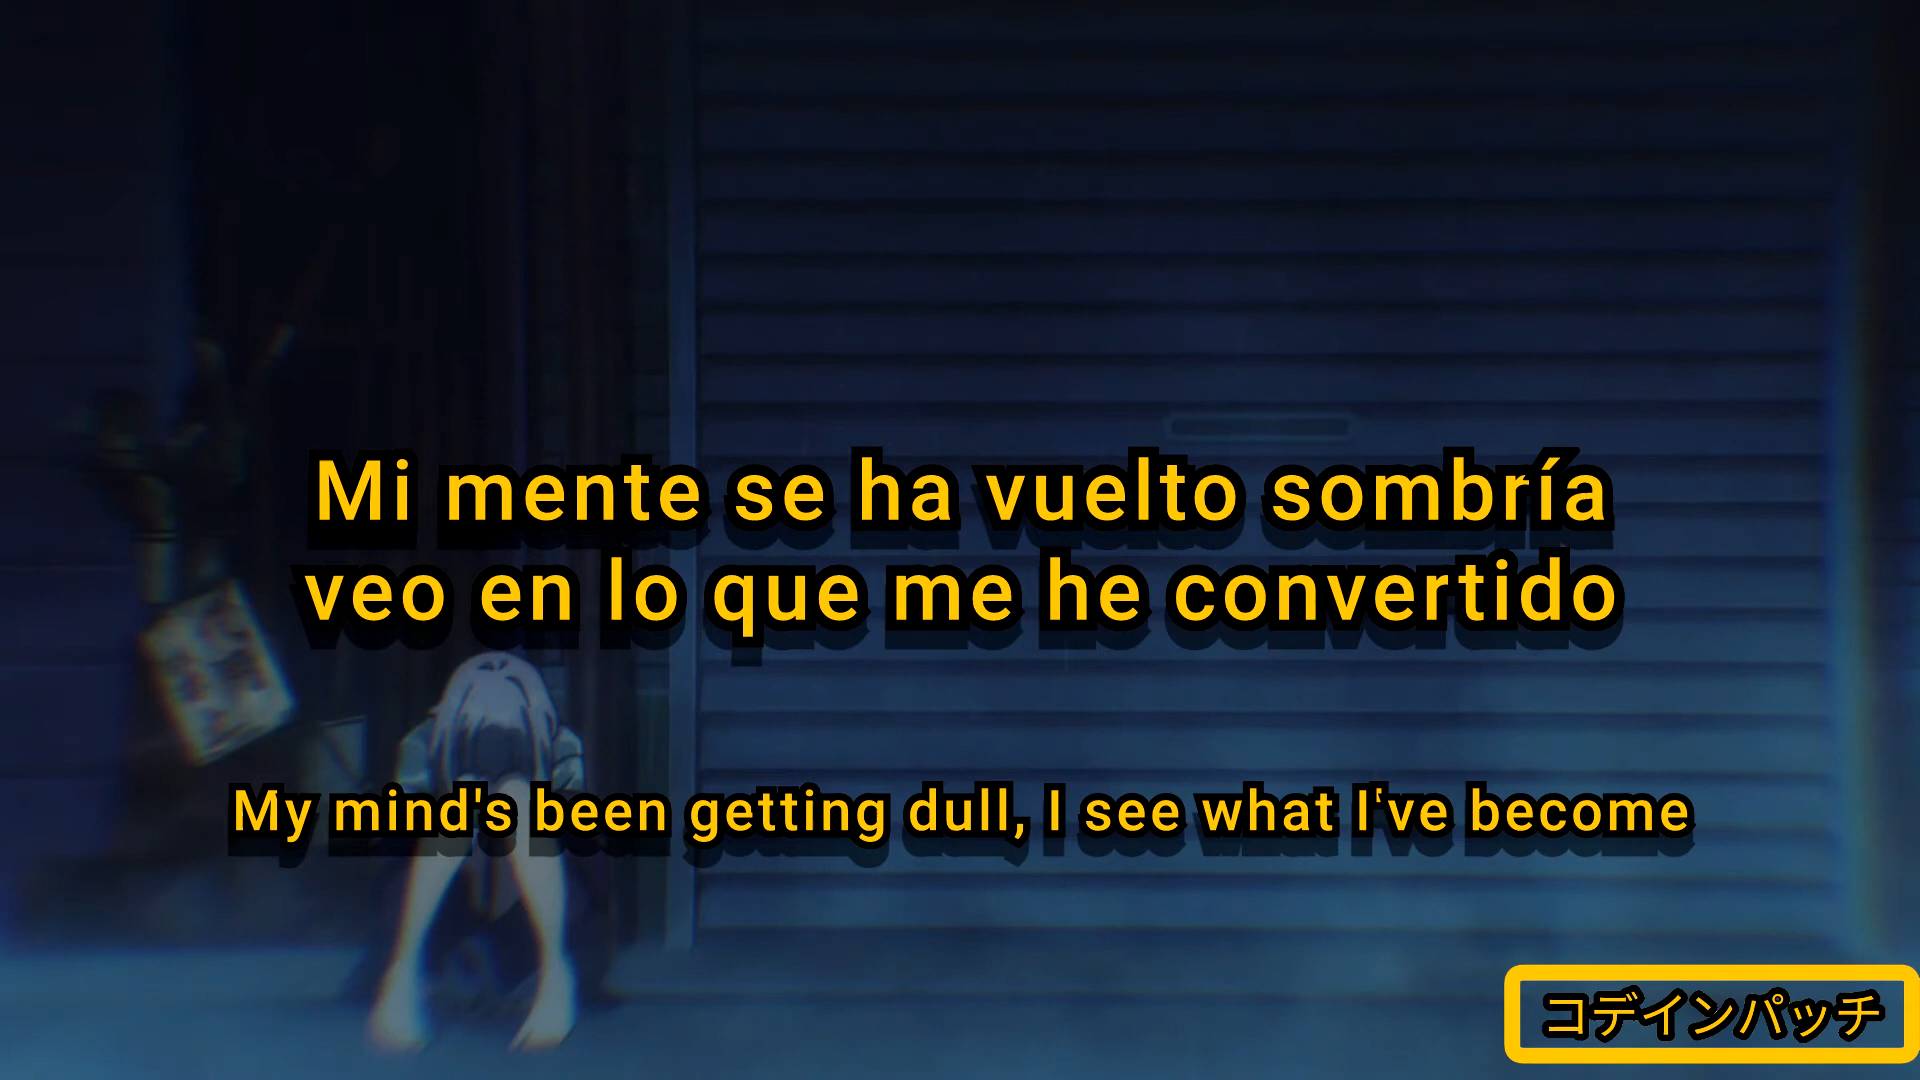 Mi mente se ha vuelto sombría
veo en lo que me he convertido
My mind's been getting dull, I see what I've become
コデインパッチ